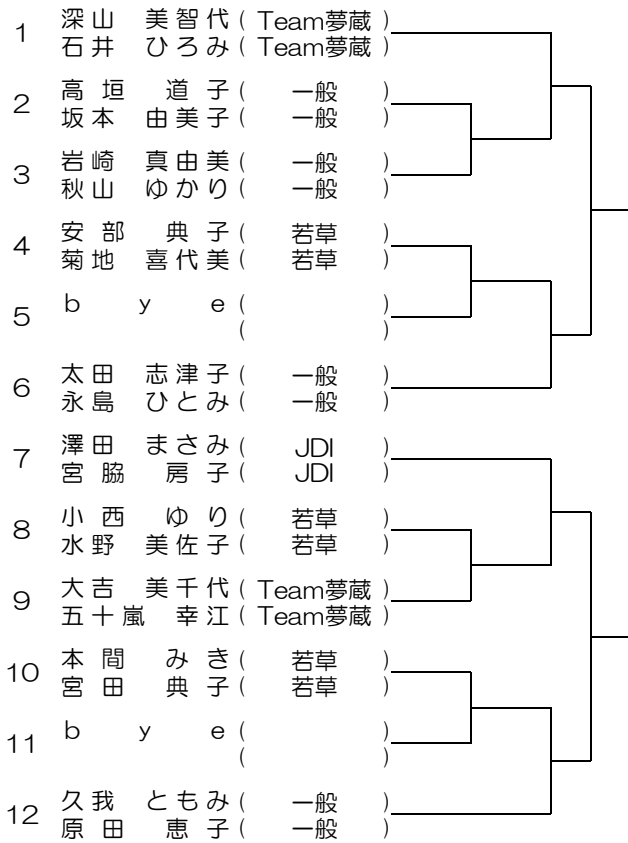 1 深山 美智代 ( Team夢蔵 )
石井 ひろみ ( Team夢蔵 )
2 高垣 道子 ( 一般 )
坂本 由美子 ( 一般 )
3 岩崎 真由美 ( 一般 )
秋山 ゆかり ( 一般 )
4 安部 典子 ( 若草 )
菊地 喜代美 ( 若草 )
5 bye ( )
( )
6 太田 志津子 ( 一般 )
永島 ひとみ ( 一般 )
7 澤田 まさみ ( JDI )
宮脇 房子 ( JDI )
8 小西 ゆり ( 若草 )
水野 美佐子 ( 若草 )
9 大吉 美千代 ( Team夢蔵 )
五十嵐 幸江 ( Team夢蔵 )
10 本間 みき ( 若草 )
宮田 典子 ( 若草 )
11 bye ( )
( )
12 久我 ともみ ( 一般 )
原田 恵子 ( 一般 )